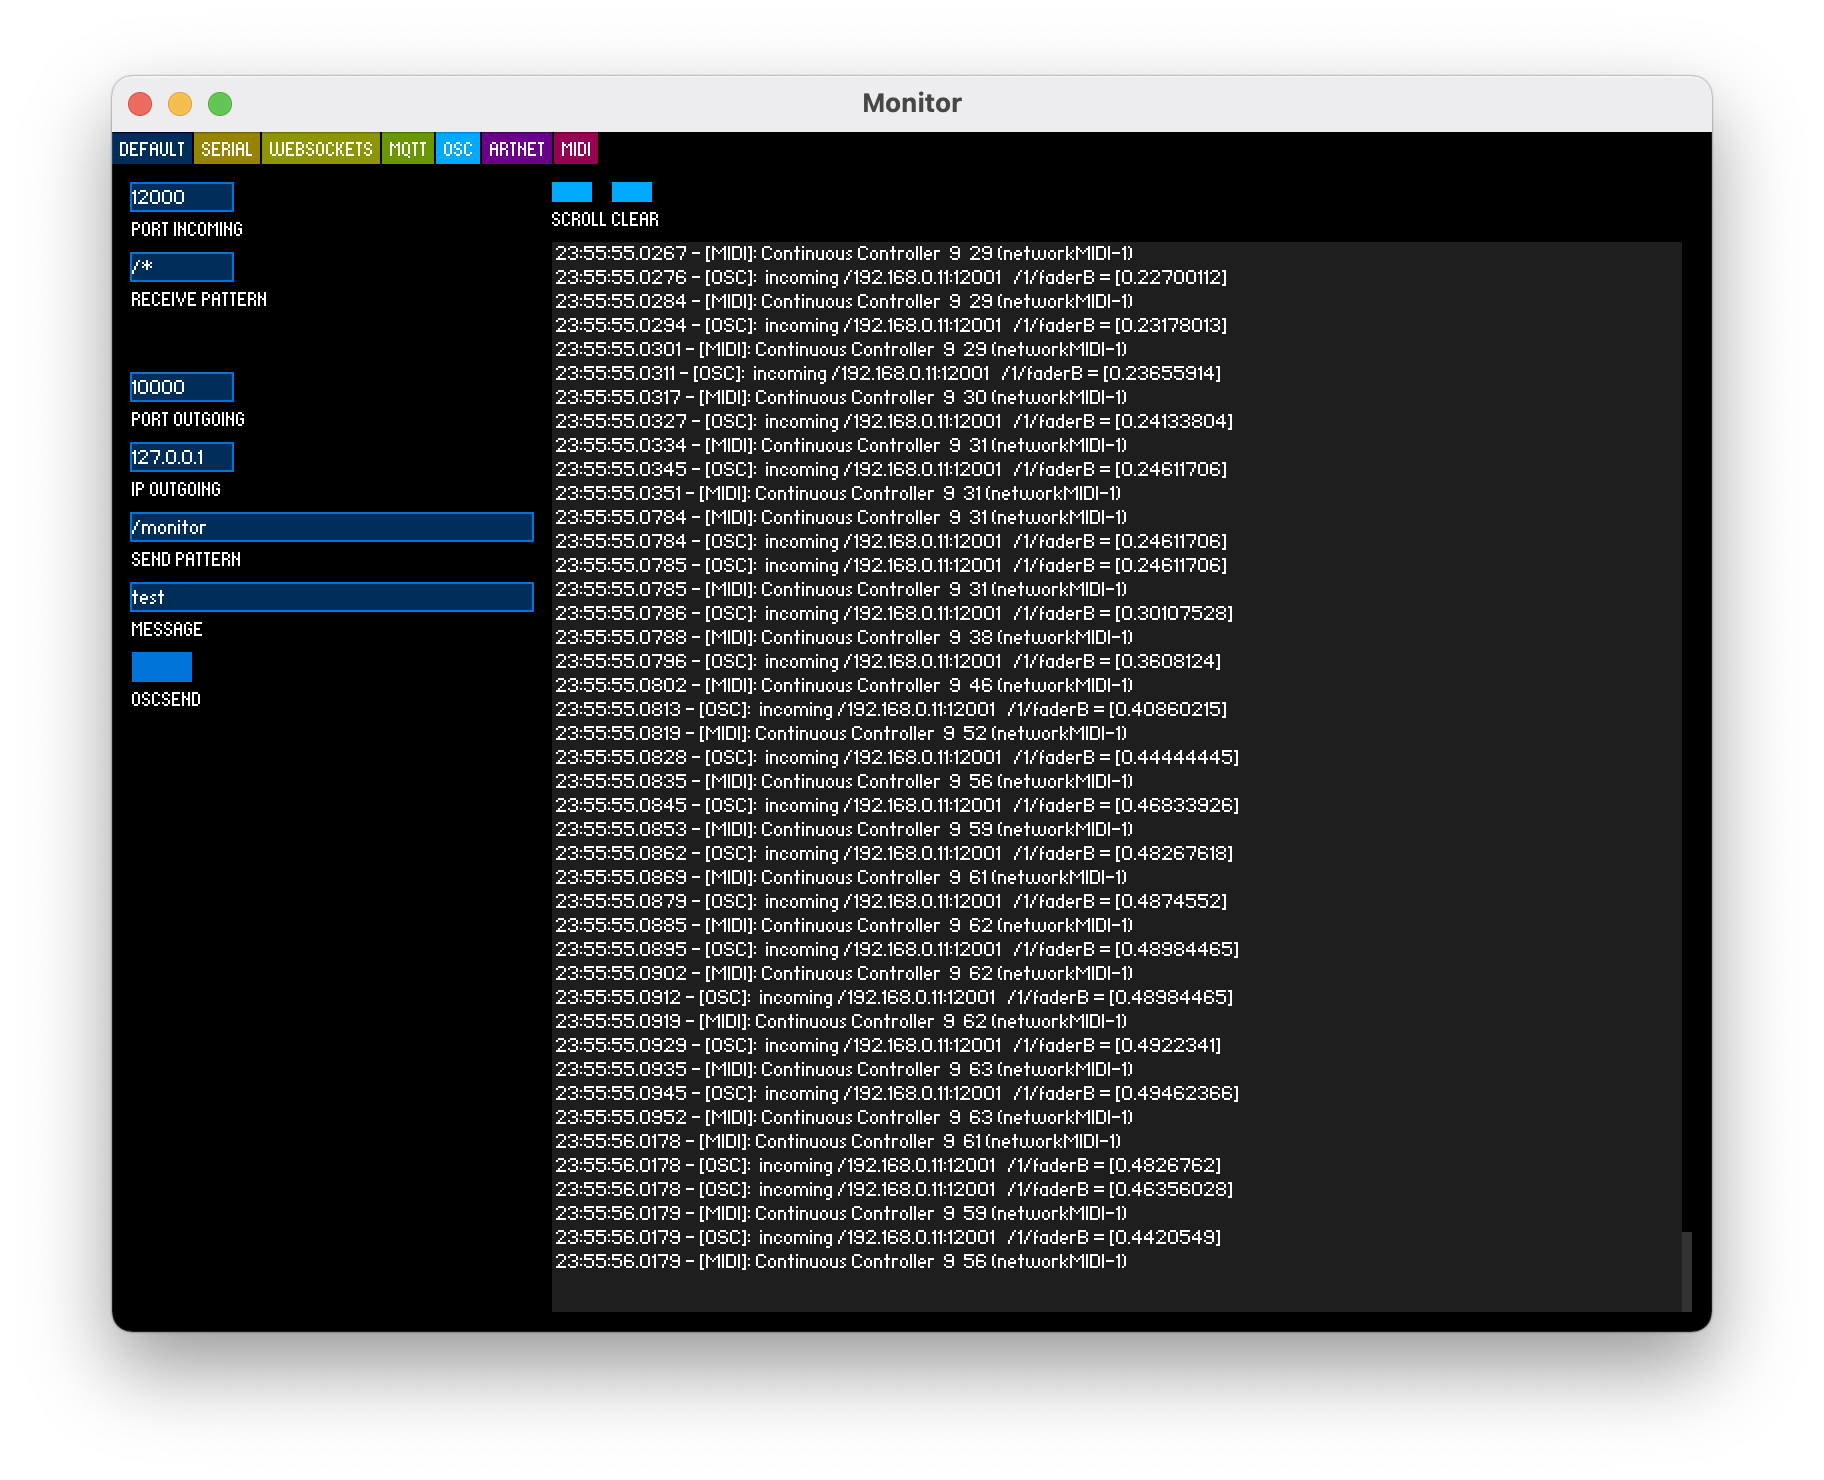 Monitor
DEFAULT SERIAL WEBSOCKETS MQTT OSC ARTNET MIDI
12000
PORT INCOMING
/*
RECEIVE PATTERN
10000
PORT OUTGOING
127.0.0.1
IP OUTGOING
/monitor
SEND PATTERN
test
MESSAGE
OSCSEND
SCROLL CLEAR
23:55:55.0267 - [MIDI]: Continuous Controller  9  29 (networkMIDI-1)
23:55:55.0276 - [OSC]:  incoming /192.168.0.11:12001   /1/faderB = [0.22700112]
23:55:55.0284 - [MIDI]: Continuous Controller  9  29 (networkMIDI-1)
23:55:55.0294 - [OSC]:  incoming /192.168.0.11:12001   /1/faderB = [0.23178013]
23:55:55.0301 - [MIDI]: Continuous Controller  9  29 (networkMIDI-1)
23:55:55.0311 - [OSC]:  incoming /192.168.0.11:12001   /1/faderB = [0.23655914]
23:55:55.0317 - [MIDI]: Continuous Controller  9  30 (networkMIDI-1)
23:55:55.0327 - [OSC]:  incoming /192.168.0.11:12001   /1/faderB = [0.24133804]
23:55:55.0334 - [MIDI]: Continuous Controller  9  31 (networkMIDI-1)
23:55:55.0345 - [OSC]:  incoming /192.168.0.11:12001   /1/faderB = [0.24611706]
23:55:55.0351 - [MIDI]: Continuous Controller  9  31 (networkMIDI-1)
23:55:55.0784 - [MIDI]: Continuous Controller  9  31 (networkMIDI-1)
23:55:55.0784 - [OSC]:  incoming /192.168.0.11:12001   /1/faderB = [0.24611706]
23:55:55.0785 - [OSC]:  incoming /192.168.0.11:12001   /1/faderB = [0.24611706]
23:55:55.0785 - [MIDI]: Continuous Controller  9  31 (networkMIDI-1)
23:55:55.0786 - [OSC]:  incoming /192.168.0.11:12001   /1/faderB = [0.30107528]
23:55:55.0788 - [MIDI]: Continuous Controller  9  38 (networkMIDI-1)
23:55:55.0796 - [OSC]:  incoming /192.168.0.11:12001   /1/faderB = [0.3608124]
23:55:55.0802 - [MIDI]: Continuous Controller  9  46 (networkMIDI-1)
23:55:55.0813 - [OSC]:  incoming /192.168.0.11:12001   /1/faderB = [0.40860215]
23:55:55.0819 - [MIDI]: Continuous Controller  9  52 (networkMIDI-1)
23:55:55.0828 - [OSC]:  incoming /192.168.0.11:12001   /1/faderB = [0.44444445]
23:55:55.0835 - [MIDI]: Continuous Controller  9  56 (networkMIDI-1)
23:55:55.0845 - [OSC]:  incoming /192.168.0.11:12001   /1/faderB = [0.46833926]
23:55:55.0853 - [MIDI]: Continuous Controller  9  59 (networkMIDI-1)
23:55:55.0862 - [OSC]:  incoming /192.168.0.11:12001   /1/faderB = [0.48267618]
23:55:55.0869 - [MIDI]: Continuous Controller  9  61 (networkMIDI-1)
23:55:55.0879 - [OSC]:  incoming /192.168.0.11:12001   /1/faderB = [0.4874552]
23:55:55.0885 - [MIDI]: Continuous Controller  9  62 (networkMIDI-1)
23:55:55.0895 - [OSC]:  incoming /192.168.0.11:12001   /1/faderB = [0.48984465]
23:55:55.0902 - [MIDI]: Continuous Controller  9  62 (networkMIDI-1)
23:55:55.0912 - [OSC]:  incoming /192.168.0.11:12001   /1/faderB = [0.48984465]
23:55:55.0919 - [MIDI]: Continuous Controller  9  62 (networkMIDI-1)
23:55:55.0929 - [OSC]:  incoming /192.168.0.11:12001   /1/faderB = [0.4922341]
23:55:55.0935 - [MIDI]: Continuous Controller  9  63 (networkMIDI-1)
23:55:55.0945 - [OSC]:  incoming /192.168.0.11:12001   /1/faderB = [0.49462366]
23:55:55.0952 - [MIDI]: Continuous Controller  9  63 (networkMIDI-1)
23:55:56.0178 - [MIDI]: Continuous Controller  9  61 (networkMIDI-1)
23:55:56.0178 - [OSC]:  incoming /192.168.0.11:12001   /1/faderB = [0.4826762]
23:55:56.0178 - [OSC]:  incoming /192.168.0.11:12001   /1/faderB = [0.46356028]
23:55:56.0179 - [MIDI]: Continuous Controller  9  59 (networkMIDI-1)
23:55:56.0179 - [OSC]:  incoming /192.168.0.11:12001   /1/faderB = [0.4420549]
23:55:56.0179 - [MIDI]: Continuous Controller  9  56 (networkMIDI-1)